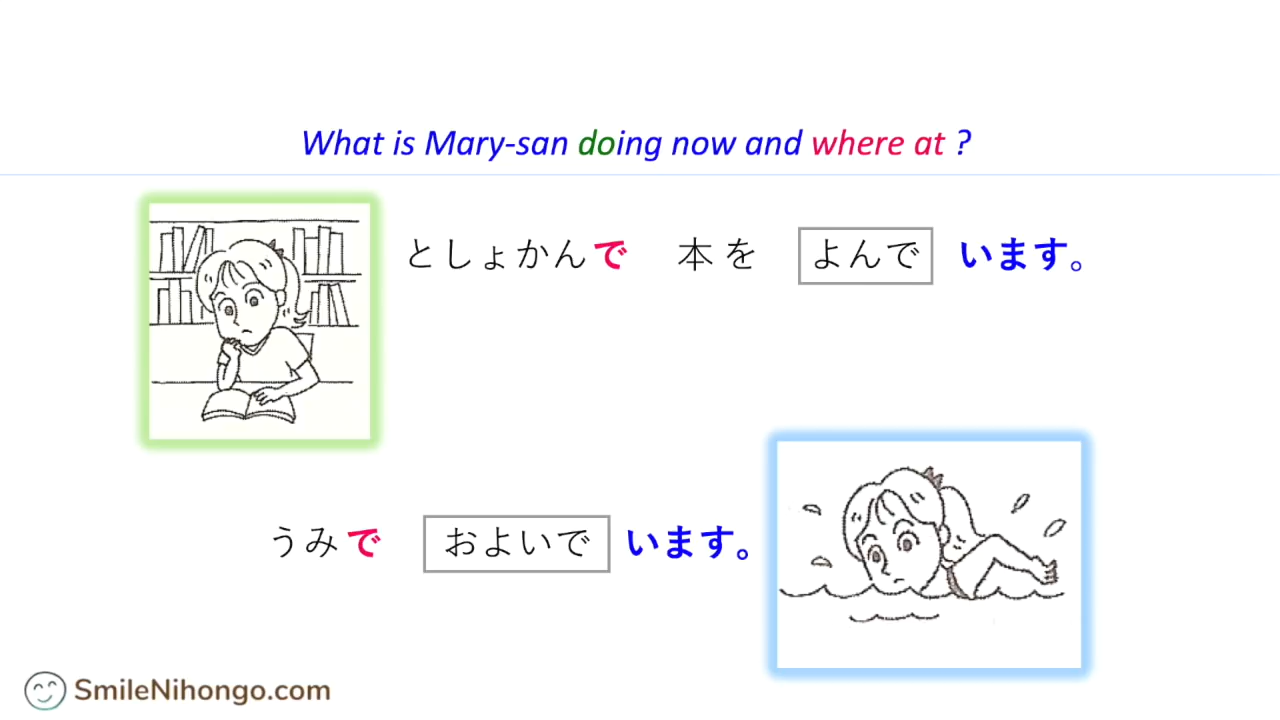 What is Mary-san doing now and where at ?
としょかんで 本を よんで います。
うみで およいで います。
SmileNihongo.com